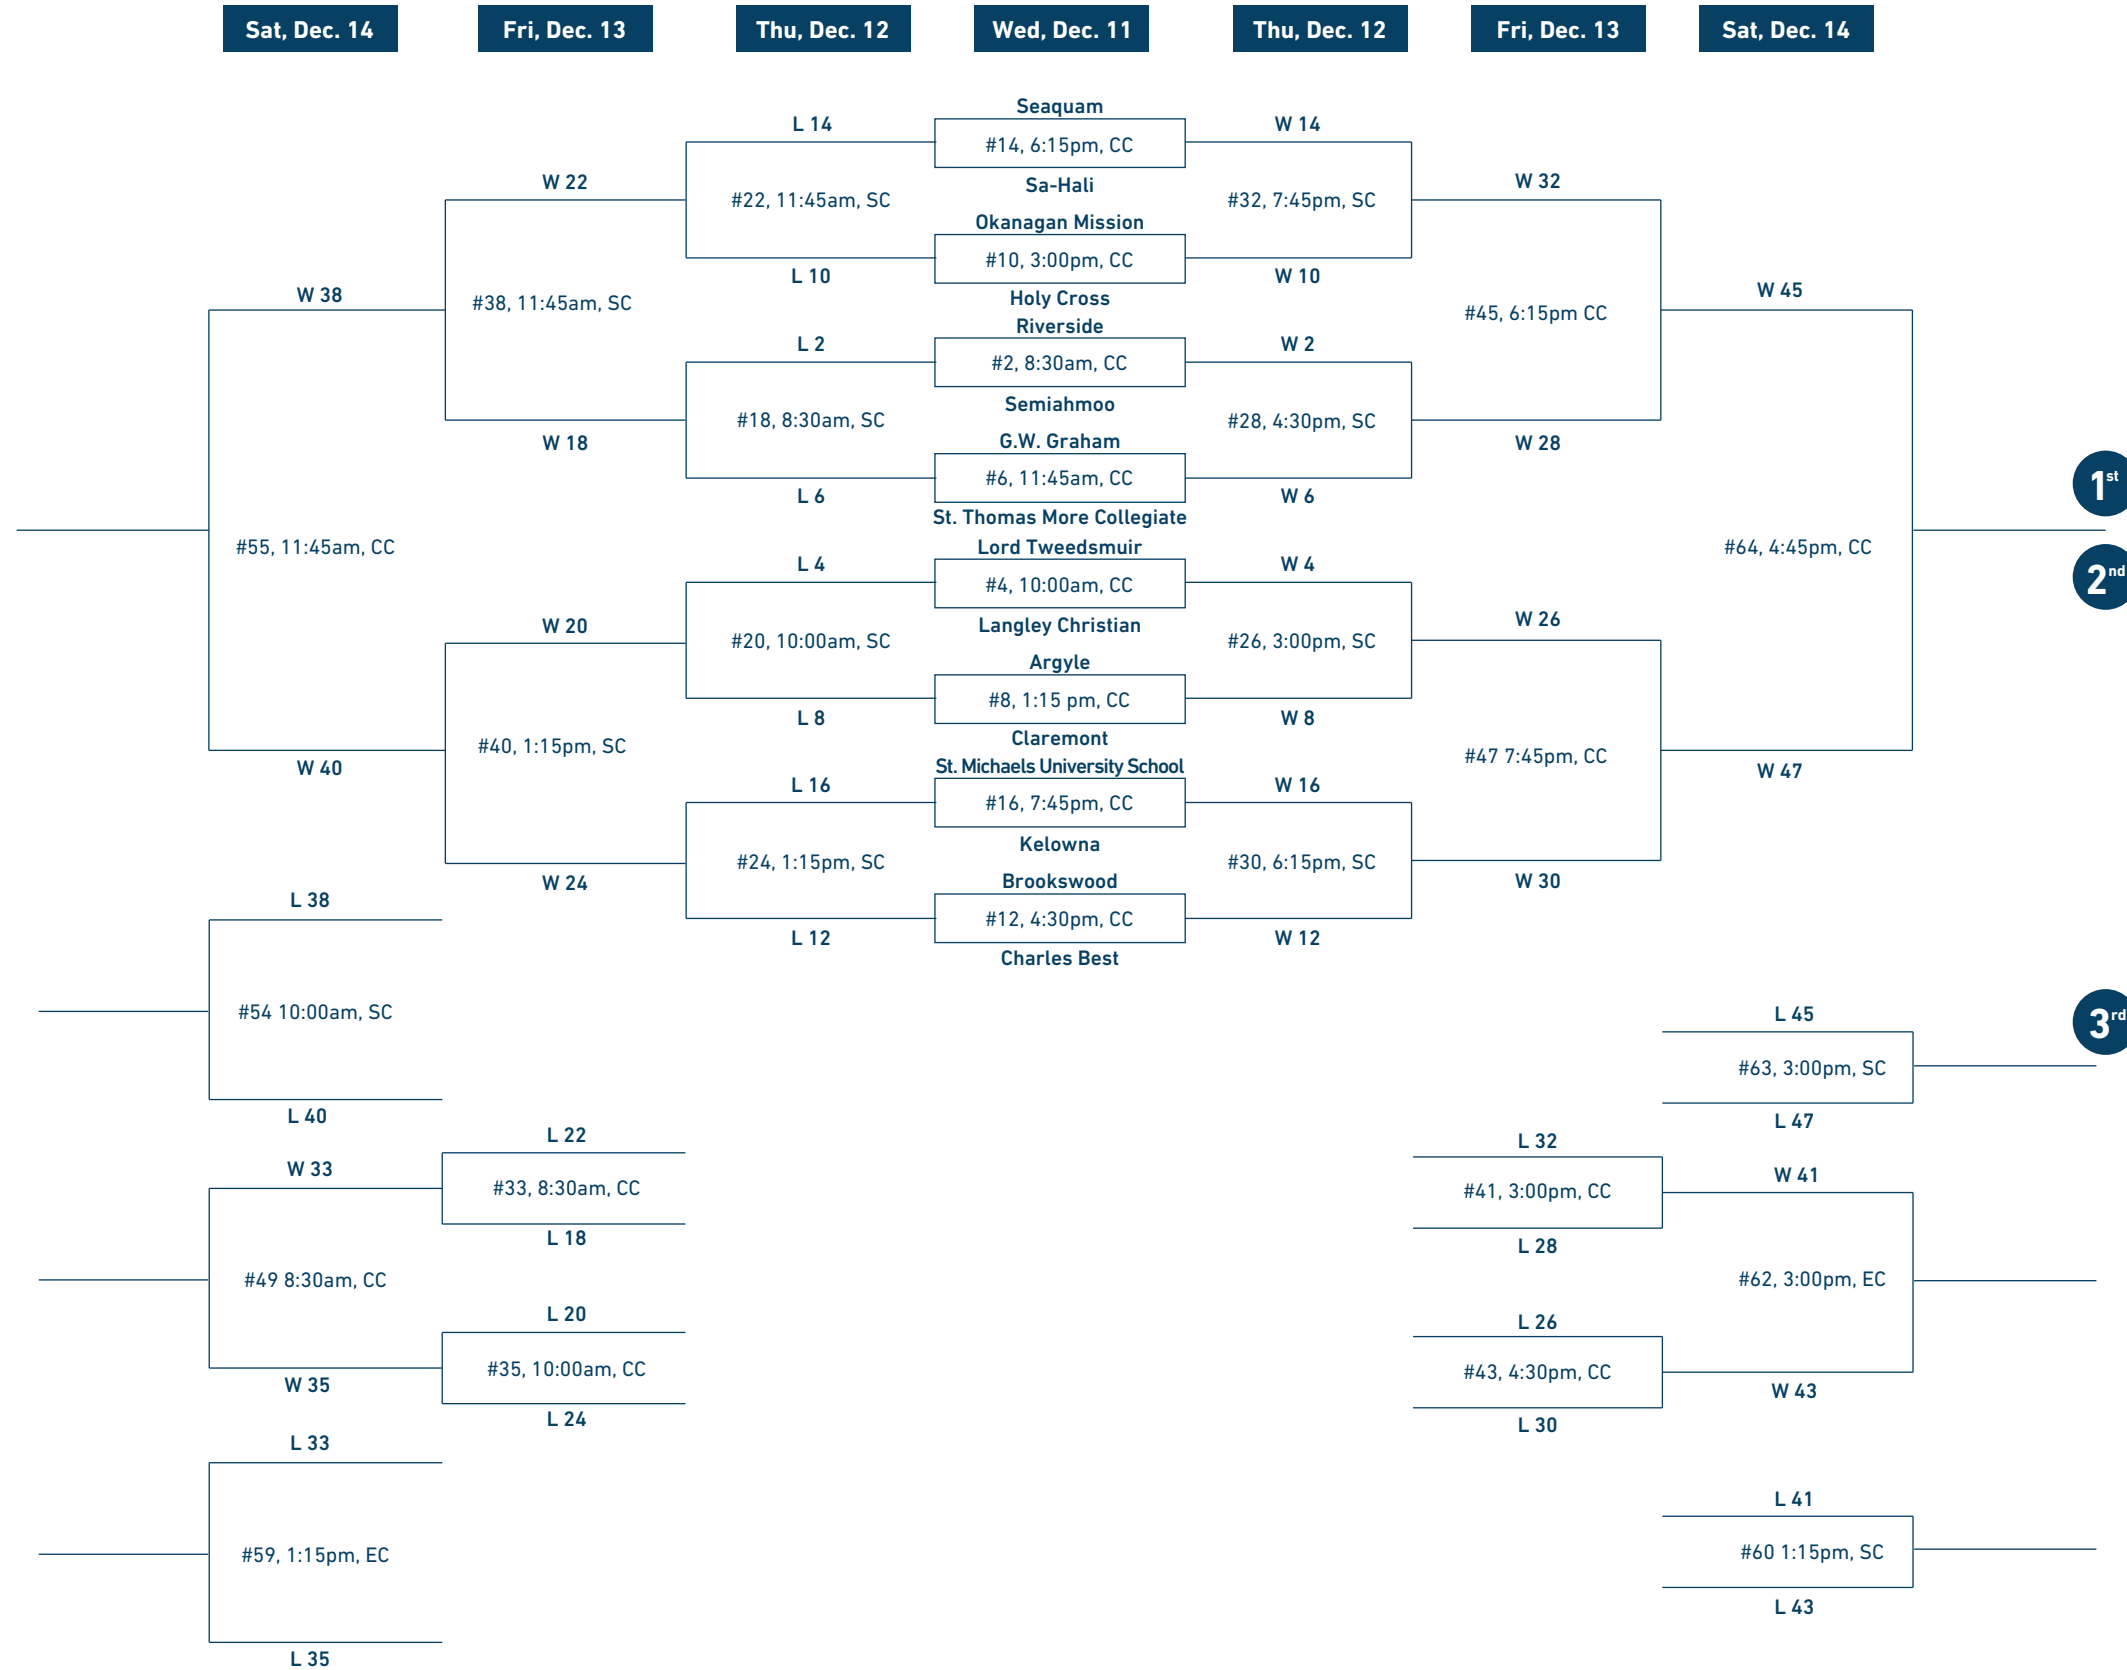 Sat, Dec. 14
Fri, Dec. 13
Thu, Dec. 12
Wed, Dec. 11
Thu, Dec. 12
Fri, Dec. 13
Sat, Dec. 14
Seaquam
L 14
#14, 6:15pm, CC
W 14
W 22
Sa-Hali
W 32
#22, 11:45am, SC
#32, 7:45pm, SC
Okanagan Mission
L 10
#10, 3:00pm, CC
W 10
W 38
#38, 11:45am, SC
Holy Cross
#45, 6:15pm CC
W 45
Riverside
L 2
#2, 8:30am, CC
W 2
Semiahmoo
#18, 8:30am, SC
#28, 4:30pm, SC
W 18
G.W. Graham
W 28
L 6
#6, 11:45am, CC
W 6
1st
St. Thomas More Collegiate
#55, 11:45am, CC
Lord Tweedsmuir
#64, 4:45pm, CC
L 4
#4, 10:00am, CC
W 4
2nd
W 20
Langley Christian
W 26
#20, 10:00am, SC
#26, 3:00pm, SC
Argyle
L 8
#8, 1:15 pm, CC
W 8
#40, 1:15pm, SC
Claremont
#47 7:45pm, CC
W 40
St. Michaels University School
W 47
L 16
#16, 7:45pm, CC
W 16
Kelowna
#24, 1:15pm, SC
#30, 6:15pm, SC
W 24
Brookswood
W 30
L 38
L 12
#12, 4:30pm, CC
W 12
Charles Best
#54 10:00am, SC
L 45
3rd
#63, 3:00pm, SC
L 40
L 47
L 22
L 32
W 33
#33, 8:30am, CC
#41, 3:00pm, CC
W 41
L 18
L 28
#49 8:30am, CC
#62, 3:00pm, EC
L 20
L 26
W 35
#35, 10:00am, CC
#43, 4:30pm, CC
W 43
L 24
L 30
L 33
L 41
#59, 1:15pm, EC
#60 1:15pm, SC
L 43
L 35